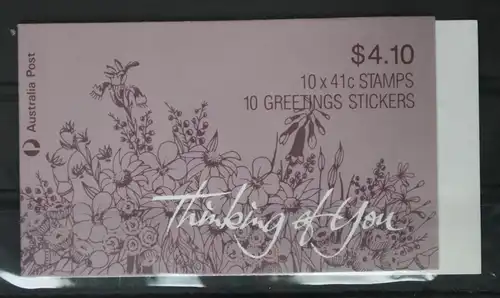 Australia Post
$4.10
10 x 41c STAMPS
10 GREETINGS STICKERS
Thinking of You